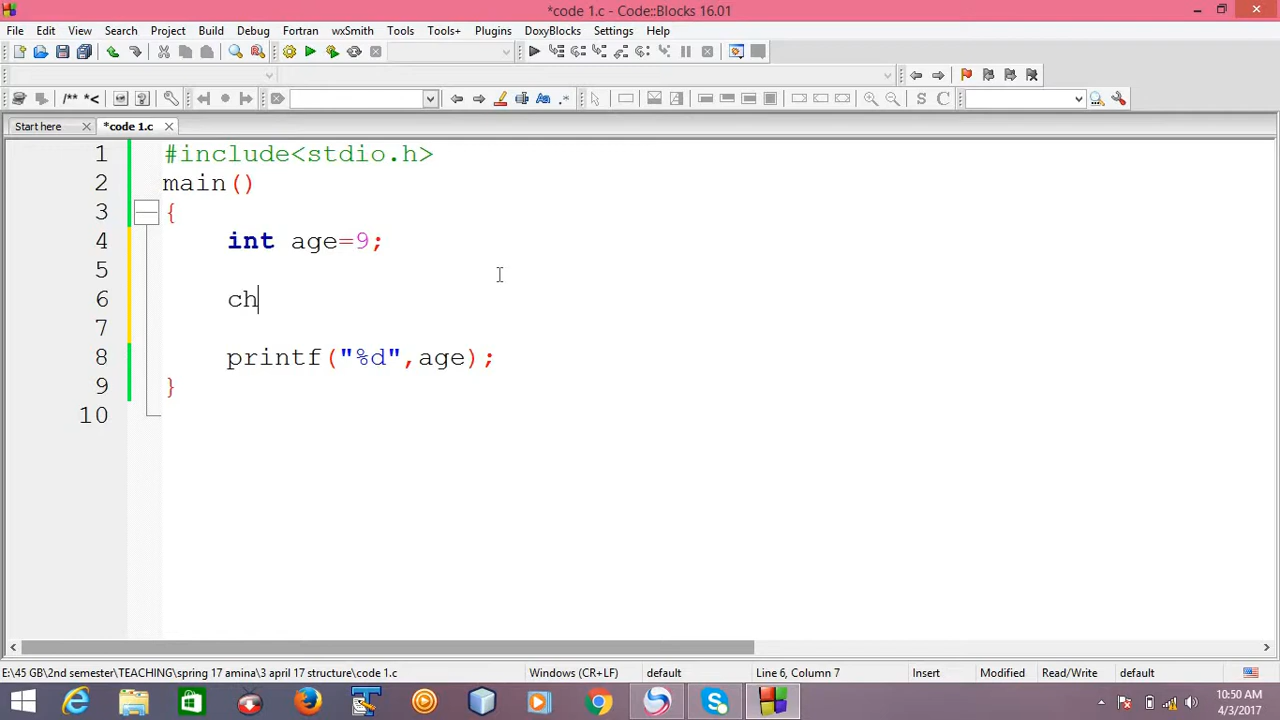 *code 1.c - Code::Blocks 16.01
File Edit View Search Project Build Debug Fortran wxSmith Tools Tools+ Plugins DoxyBlocks Settings Help
/** *< S C
Start here *code 1.c
1 #include<stdio.h>
2 main()
3 {
4 int age=9;
5
6 ch
7
8 printf("%d",age);
9 }
10
E:\45 GB\2nd semester\TEACHING\spring 17 amina\3 april 17 structure\code 1.c Windows (CR+LF) default Line 6, Column 7 Insert Modified Read/Write default
10:50 AM
4/3/2017